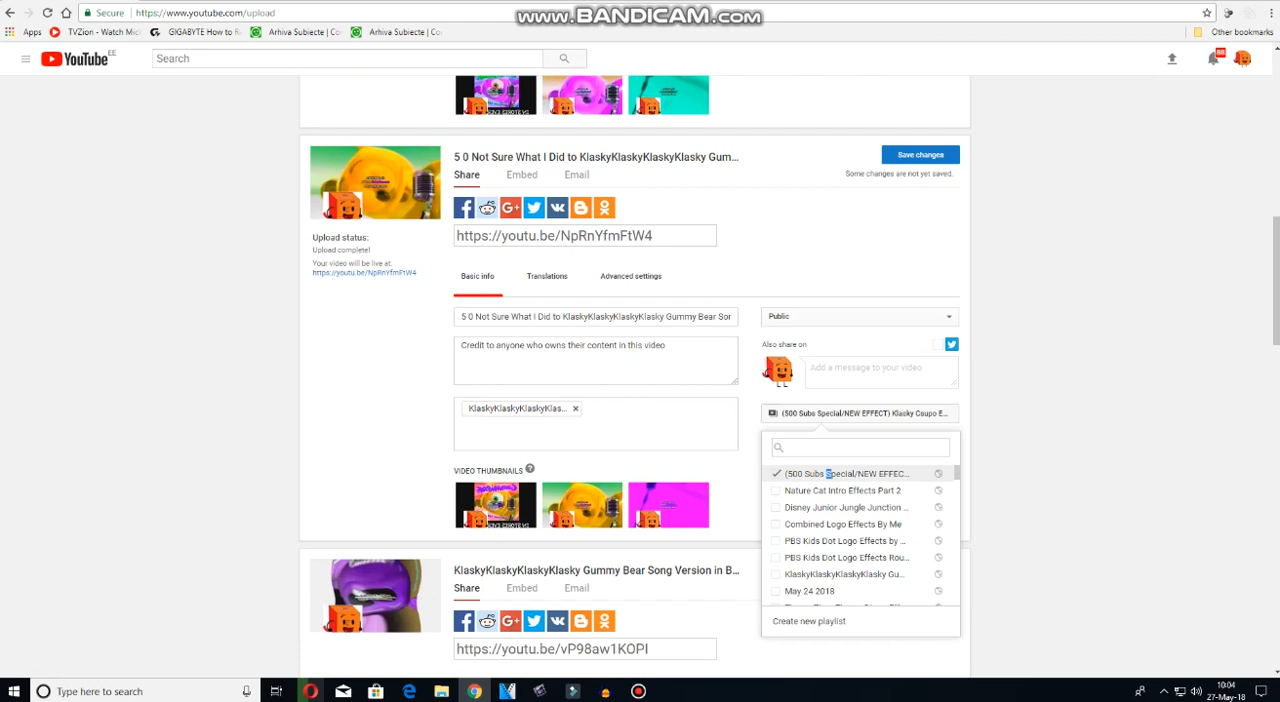 www.BANDICAM.com
Secure https://www.youtube.com/upload
Apps TVZion - Watch Mo GIGABYTE How to R Arhiva Subiecte | Co Arhiva Subiecte | Co Other bookmarks
YouTube EE Search 88
5 0 Not Sure What I Did to KlaskyKlaskyKlaskyKlasky Gum... Save changes
Share Embed Email Some changes are not yet saved.
https://youtu.be/NpRnYfmFtW4
Upload status:
Upload complete!
Your video will be live at:
https://youtu.be/NpRnYfmFtW4
Basic info Translations Advanced settings
5 0 Not Sure What I Did to KlaskyKlaskyKlaskyKlasky Gummy Bear Sor Public
Credit to anyone who owns their content in this video Also share on
Add a message to your video
KlaskyKlaskyKlaskyKlas... × (500 Subs Special/NEW EFFECT) Klasky Csupo E...
VIDEO THUMBNAILS ?
(500 Subs Special/NEW EFFEC...
Nature Cat Intro Effects Part 2
Disney Junior Jungle Junction ...
Combined Logo Effects By Me
PBS Kids Dot Logo Effects by ...
PBS Kids Dot Logo Effects Rou...
KlaskyKlaskyKlaskyKlasky Gu...
May 24 2018
Create new playlist
KlaskyKlaskyKlaskyKlasky Gummy Bear Song Version in B...
Share Embed Email
https://youtu.be/vP98aw1KOPI
Type here to search 10:04
27-May-18